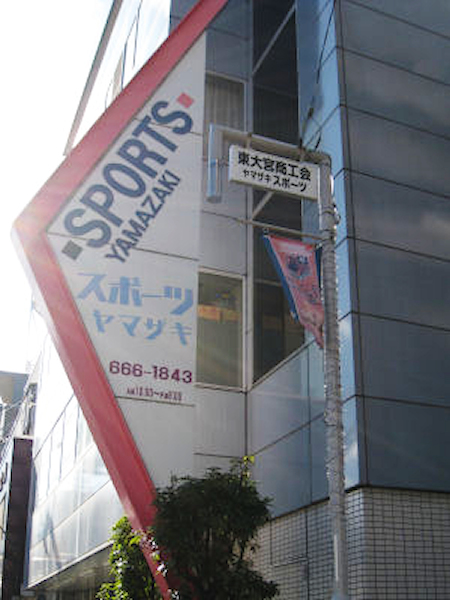 SPORTS
YAMAZAKI
スポーツ
ヤマザキ
666-1843
東大宮商工会
ヤマザキスポーツ